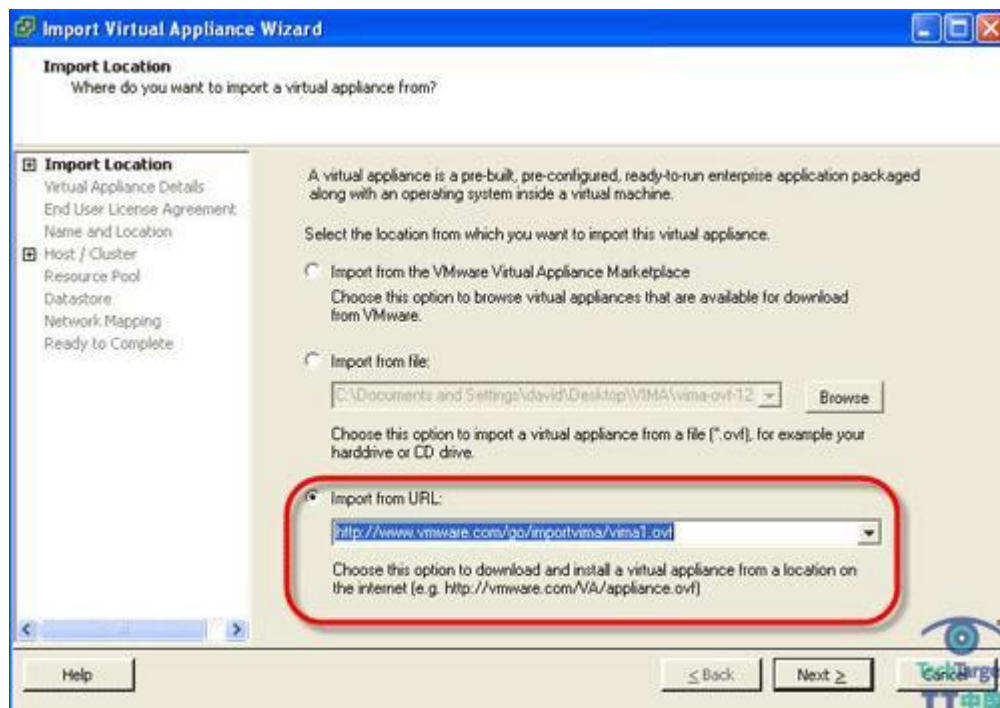 Import Virtual Appliance Wizard
Import Location
Where do you want to import a virtual appliance from?
Import Location
Virtual Appliance Details
End User License Agreement
Name and Location
Host / Cluster
Resource Pool
Datastore
Network Mapping
Ready to Complete
A virtual appliance is a pre-built, pre-configured, ready-to-run enterprise application packaged
along with an operating system inside a virtual machine.
Select the location from which you want to import this virtual appliance.
Import from the VMware Virtual Appliance Marketplace
Choose this option to browse virtual appliances that are available for download
from VMware.
Import from file:
C:\Documents and Settings\david\Desktop\VIMA\vima-ovf-12
Browse
Choose this option to import a virtual appliance from a file (*.ovf), for example your
harddrive or CD drive.
Import from URL:
http://www.vmware.com/go/importvima/vima1.ovf
Choose this option to download and install a virtual appliance from a location on
the internet (e.g. http://vmware.com/VA/appliance.ovf)
Help
< Back
Next >
Cancel
TT中国